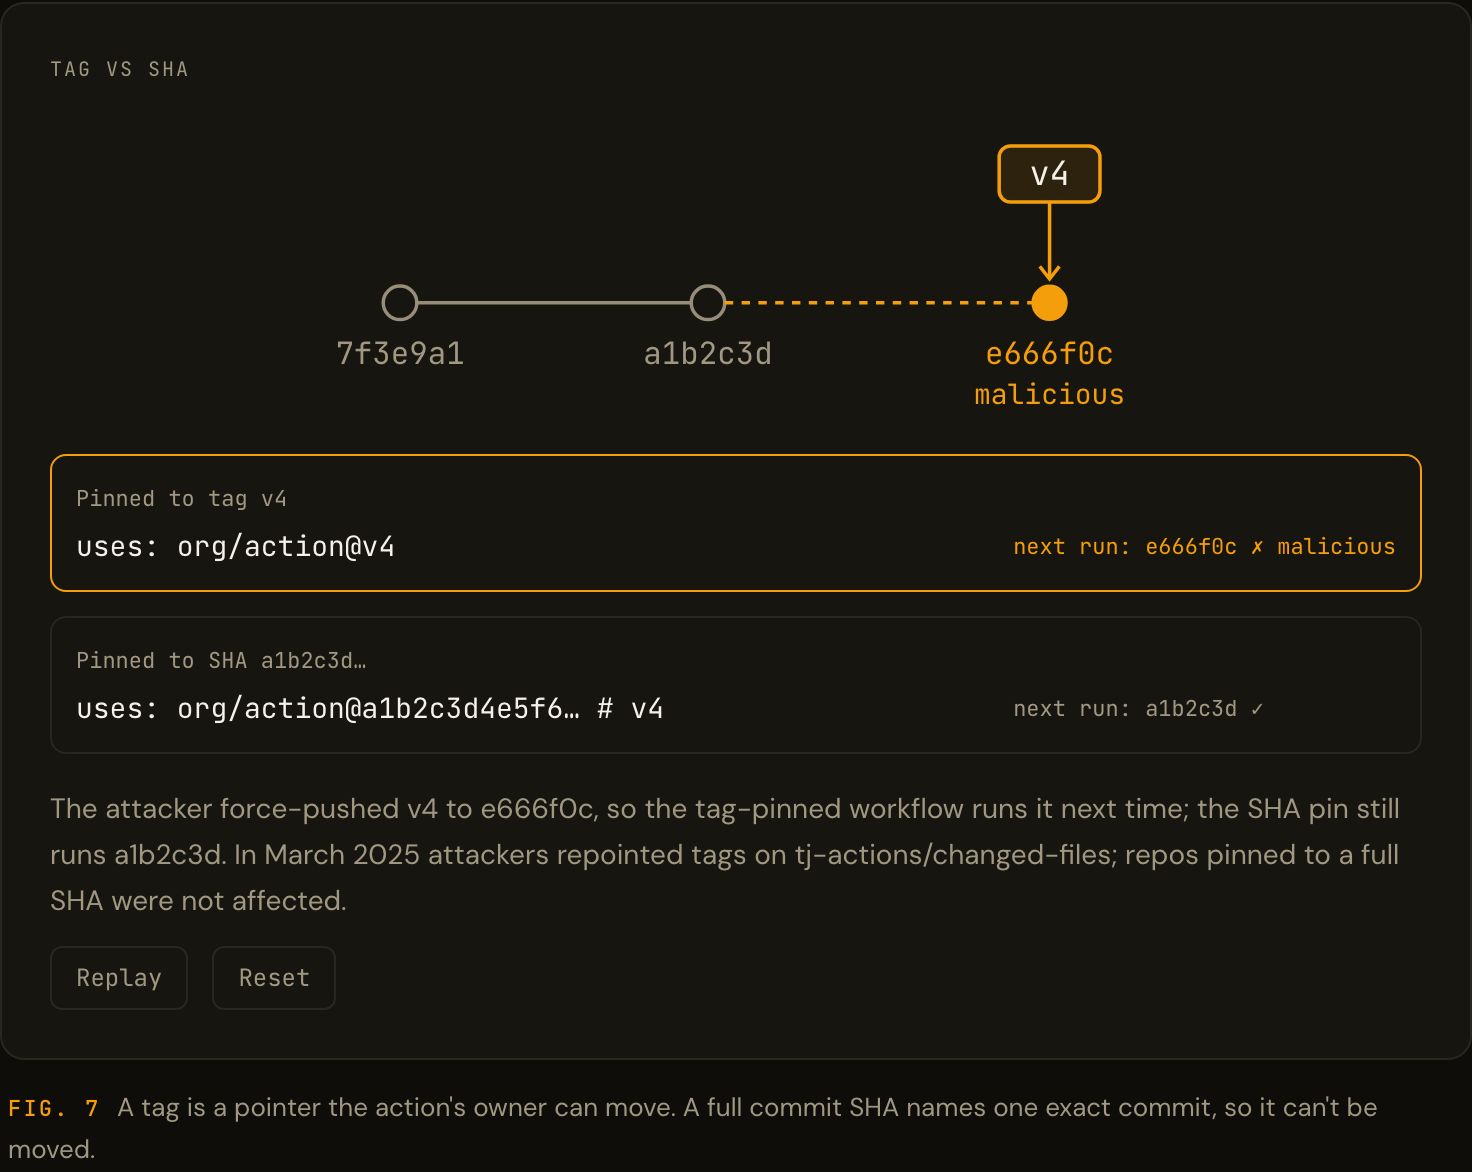 TAG VS SHA
v4
7f3e9a1
a1b2c3d
e666f0c
malicious
Pinned to tag v4
uses: org/action@v4
next run: e666f0c ✗ malicious
Pinned to SHA a1b2c3d…
uses: org/action@a1b2c3d4e5f6… # v4
next run: a1b2c3d ✓
The attacker force-pushed v4 to e666f0c, so the tag-pinned workflow runs it next time; the SHA pin still
runs a1b2c3d. In March 2025 attackers repointed tags on tj-actions/changed-files; repos pinned to a full
SHA were not affected.
Replay
Reset
FIG. 7 A tag is a pointer the action's owner can move. A full commit SHA names one exact commit, so it can't be
moved.